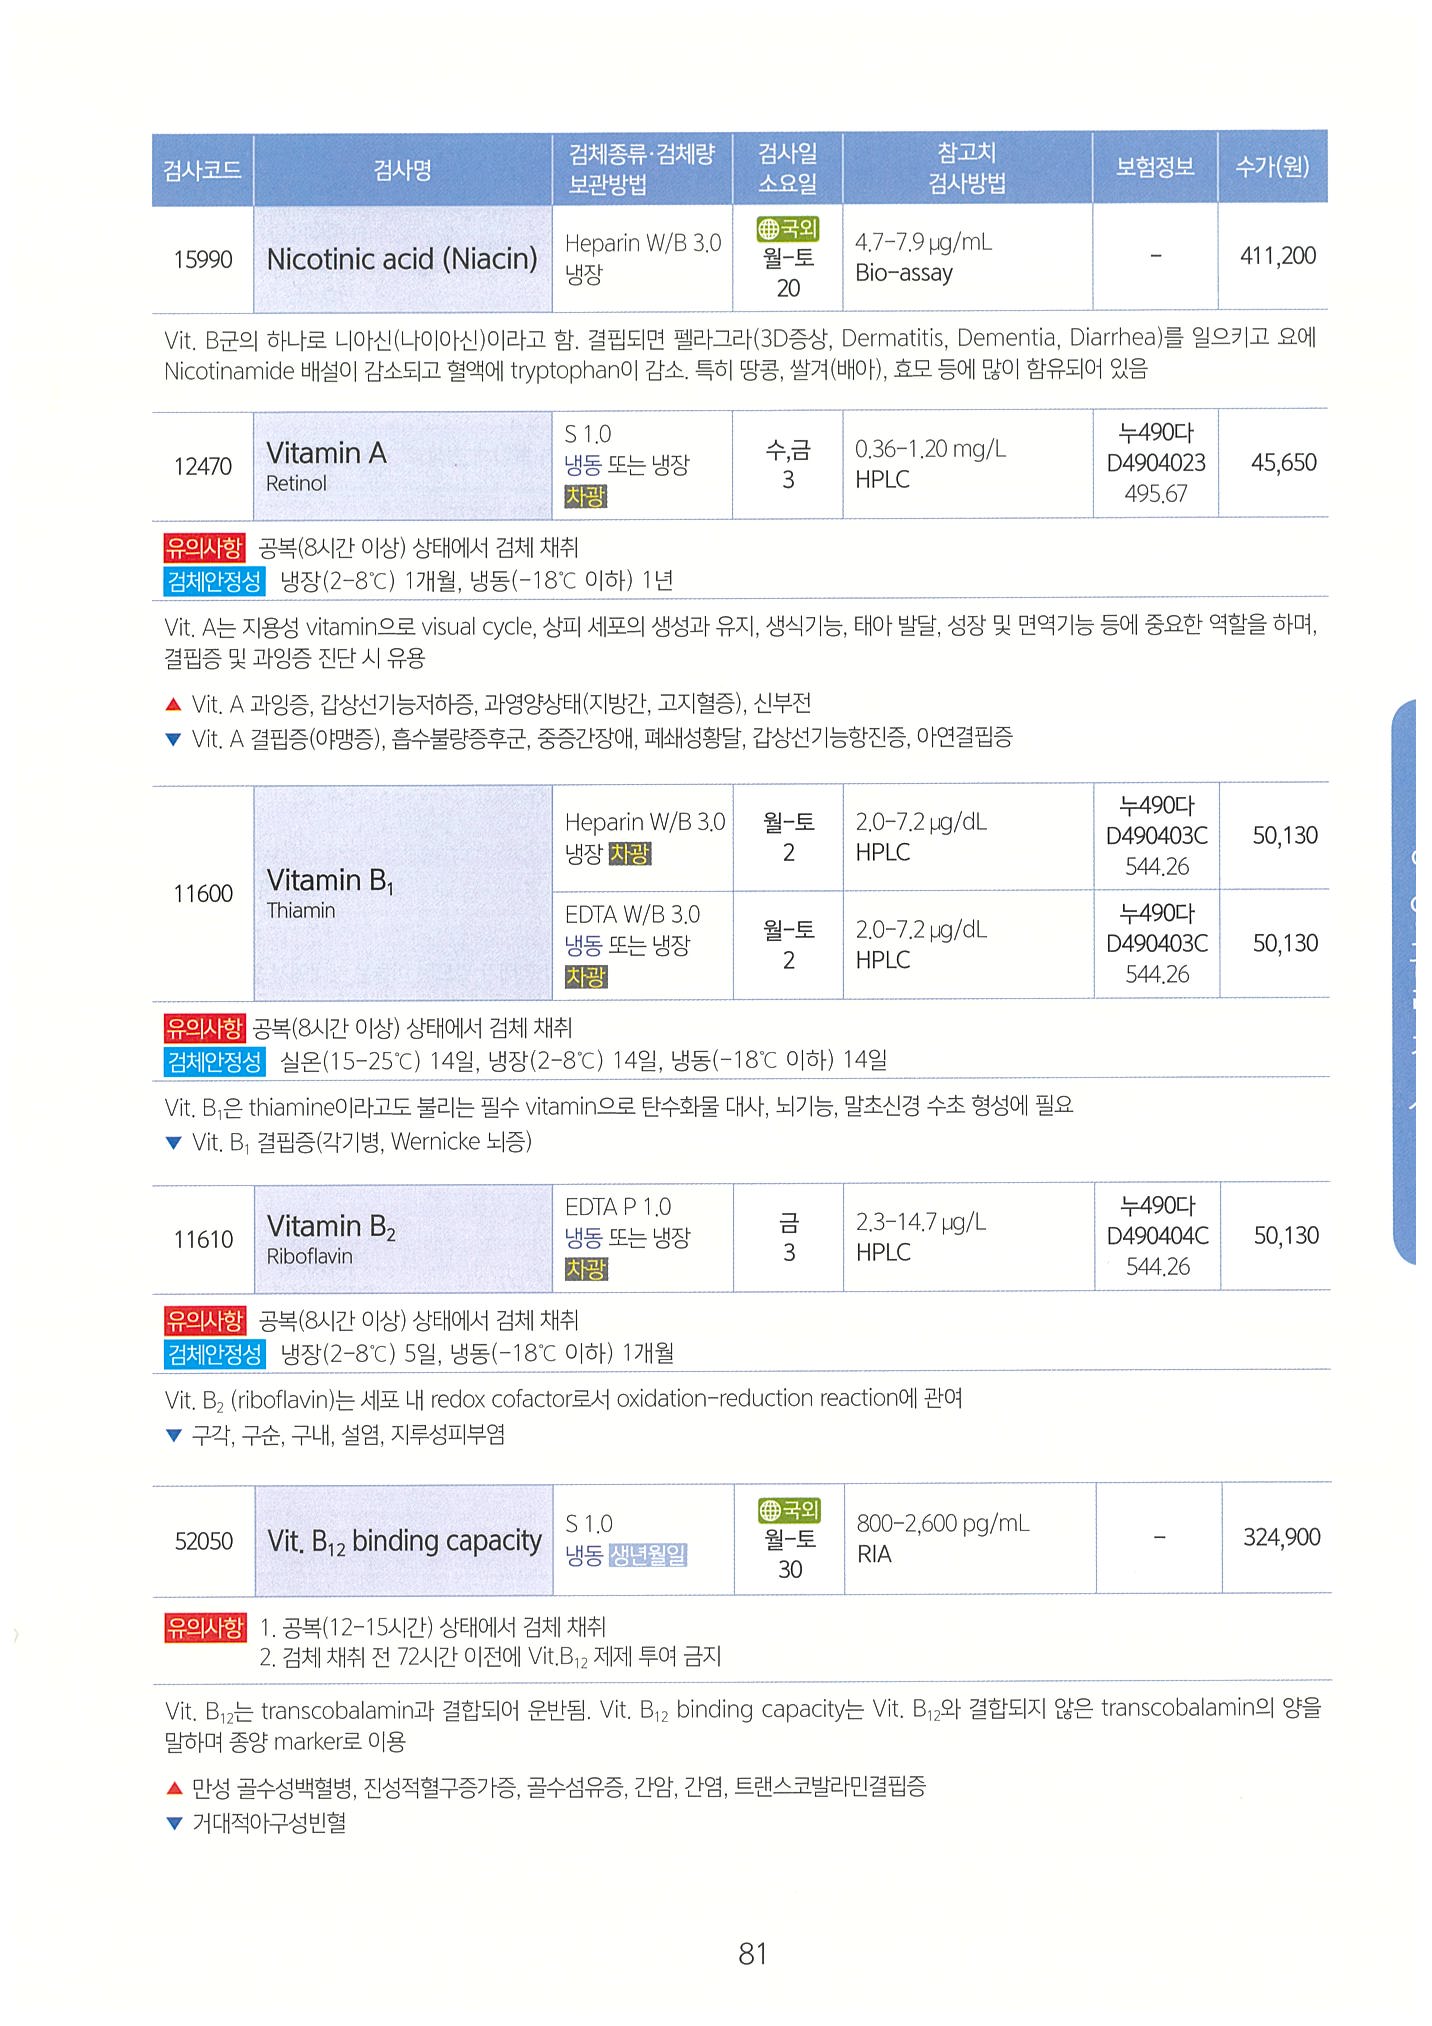 검사코드 검사명 검체종류·검체량 보관방법 검사일 소요일 참고치 검사방법 보험정보 수가(원)
15990 Nicotinic acid (Niacin) Heparin W/B 3.0 냉장 국외 월-토 20 4.7-7.9 µg/mL Bio-assay - 411,200
Vit. B군의 하나로 니아신(나이아신)이라고 함. 결핍되면 펠라그라(3D증상, Dermatitis, Dementia, Diarrhea)를 일으키고 요에
Nicotinamide 배설이 감소되고 혈액에 tryptophan이 감소. 특히 땅콩, 쌀겨(배아), 효모 등에 많이 함유되어 있음
12470 Vitamin A Retinol S 1.0 냉동 또는 냉장 차광 수,금 3 0.36-1.20 mg/L HPLC 누490다 D4904023 495.67 45,650
유의사항 공복(8시간 이상) 상태에서 검체 채취
검체안정성 냉장(2-8℃) 1개월, 냉동(-18℃ 이하) 1년
Vit. A는 지용성 vitamin으로 visual cycle, 상피 세포의 생성과 유지, 생식기능, 태아 발달, 성장 및 면역기능 등에 중요한 역할을 하며,
결핍증 및 과잉증 진단 시 유용
▲ Vit. A 과잉증, 갑상선기능저하증, 과영양상태(지방간, 고지혈증), 신부전
▼ Vit. A 결핍증(야맹증), 흡수불량증후군, 중증간장애, 폐쇄성황달, 갑상선기능항진증, 아연결핍증
11600 Vitamin B₁ Thiamin Heparin W/B 3.0 냉장 차광 월-토 2 2.0-7.2 µg/dL HPLC 누490다 D490403C 544.26 50,130
EDTA W/B 3.0 냉동 또는 냉장 차광 월-토 2 2.0-7.2 µg/dL HPLC 누490다 D490403C 544.26 50,130
유의사항 공복(8시간 이상) 상태에서 검체 채취
검체안정성 실온(15-25℃) 14일, 냉장(2-8℃) 14일, 냉동(-18℃ 이하) 14일
Vit. B₁은 thiamine이라고도 불리는 필수 vitamin으로 탄수화물 대사, 뇌기능, 말초신경 수초 형성에 필요
▼ Vit. B₁ 결핍증(각기병, Wernicke 뇌증)
11610 Vitamin B₂ Riboflavin EDTA P 1.0 냉동 또는 냉장 차광 금 3 2.3-14.7 µg/L HPLC 누490다 D490404C 544.26 50,130
유의사항 공복(8시간 이상) 상태에서 검체 채취
검체안정성 냉장(2-8℃) 5일, 냉동(-18℃ 이하) 1개월
Vit. B₂ (riboflavin)는 세포 내 redox cofactor로서 oxidation-reduction reaction에 관여
▼ 구각, 구순, 구내, 설염, 지루성피부염
52050 Vit. B₁₂ binding capacity S 1.0 냉동 생년월일 국외 월-토 30 800-2,600 pg/mL RIA - 324,900
유의사항 1. 공복(12-15시간) 상태에서 검체 채취
2. 검체 채취 전 72시간 이전에 Vit.B₁₂ 제제 투여 금지
Vit. B₁₂는 transcobalamin과 결합되어 운반됨. Vit. B₁₂ binding capacity는 Vit. B₁₂와 결합되지 않은 transcobalamin의 양을
말하며 종양 marker로 이용
▲ 만성 골수성백혈병, 진성적혈구증가증, 골수섬유증, 간암, 간염, 트랜스코발라민결핍증
▼ 거대적아구성빈혈
81